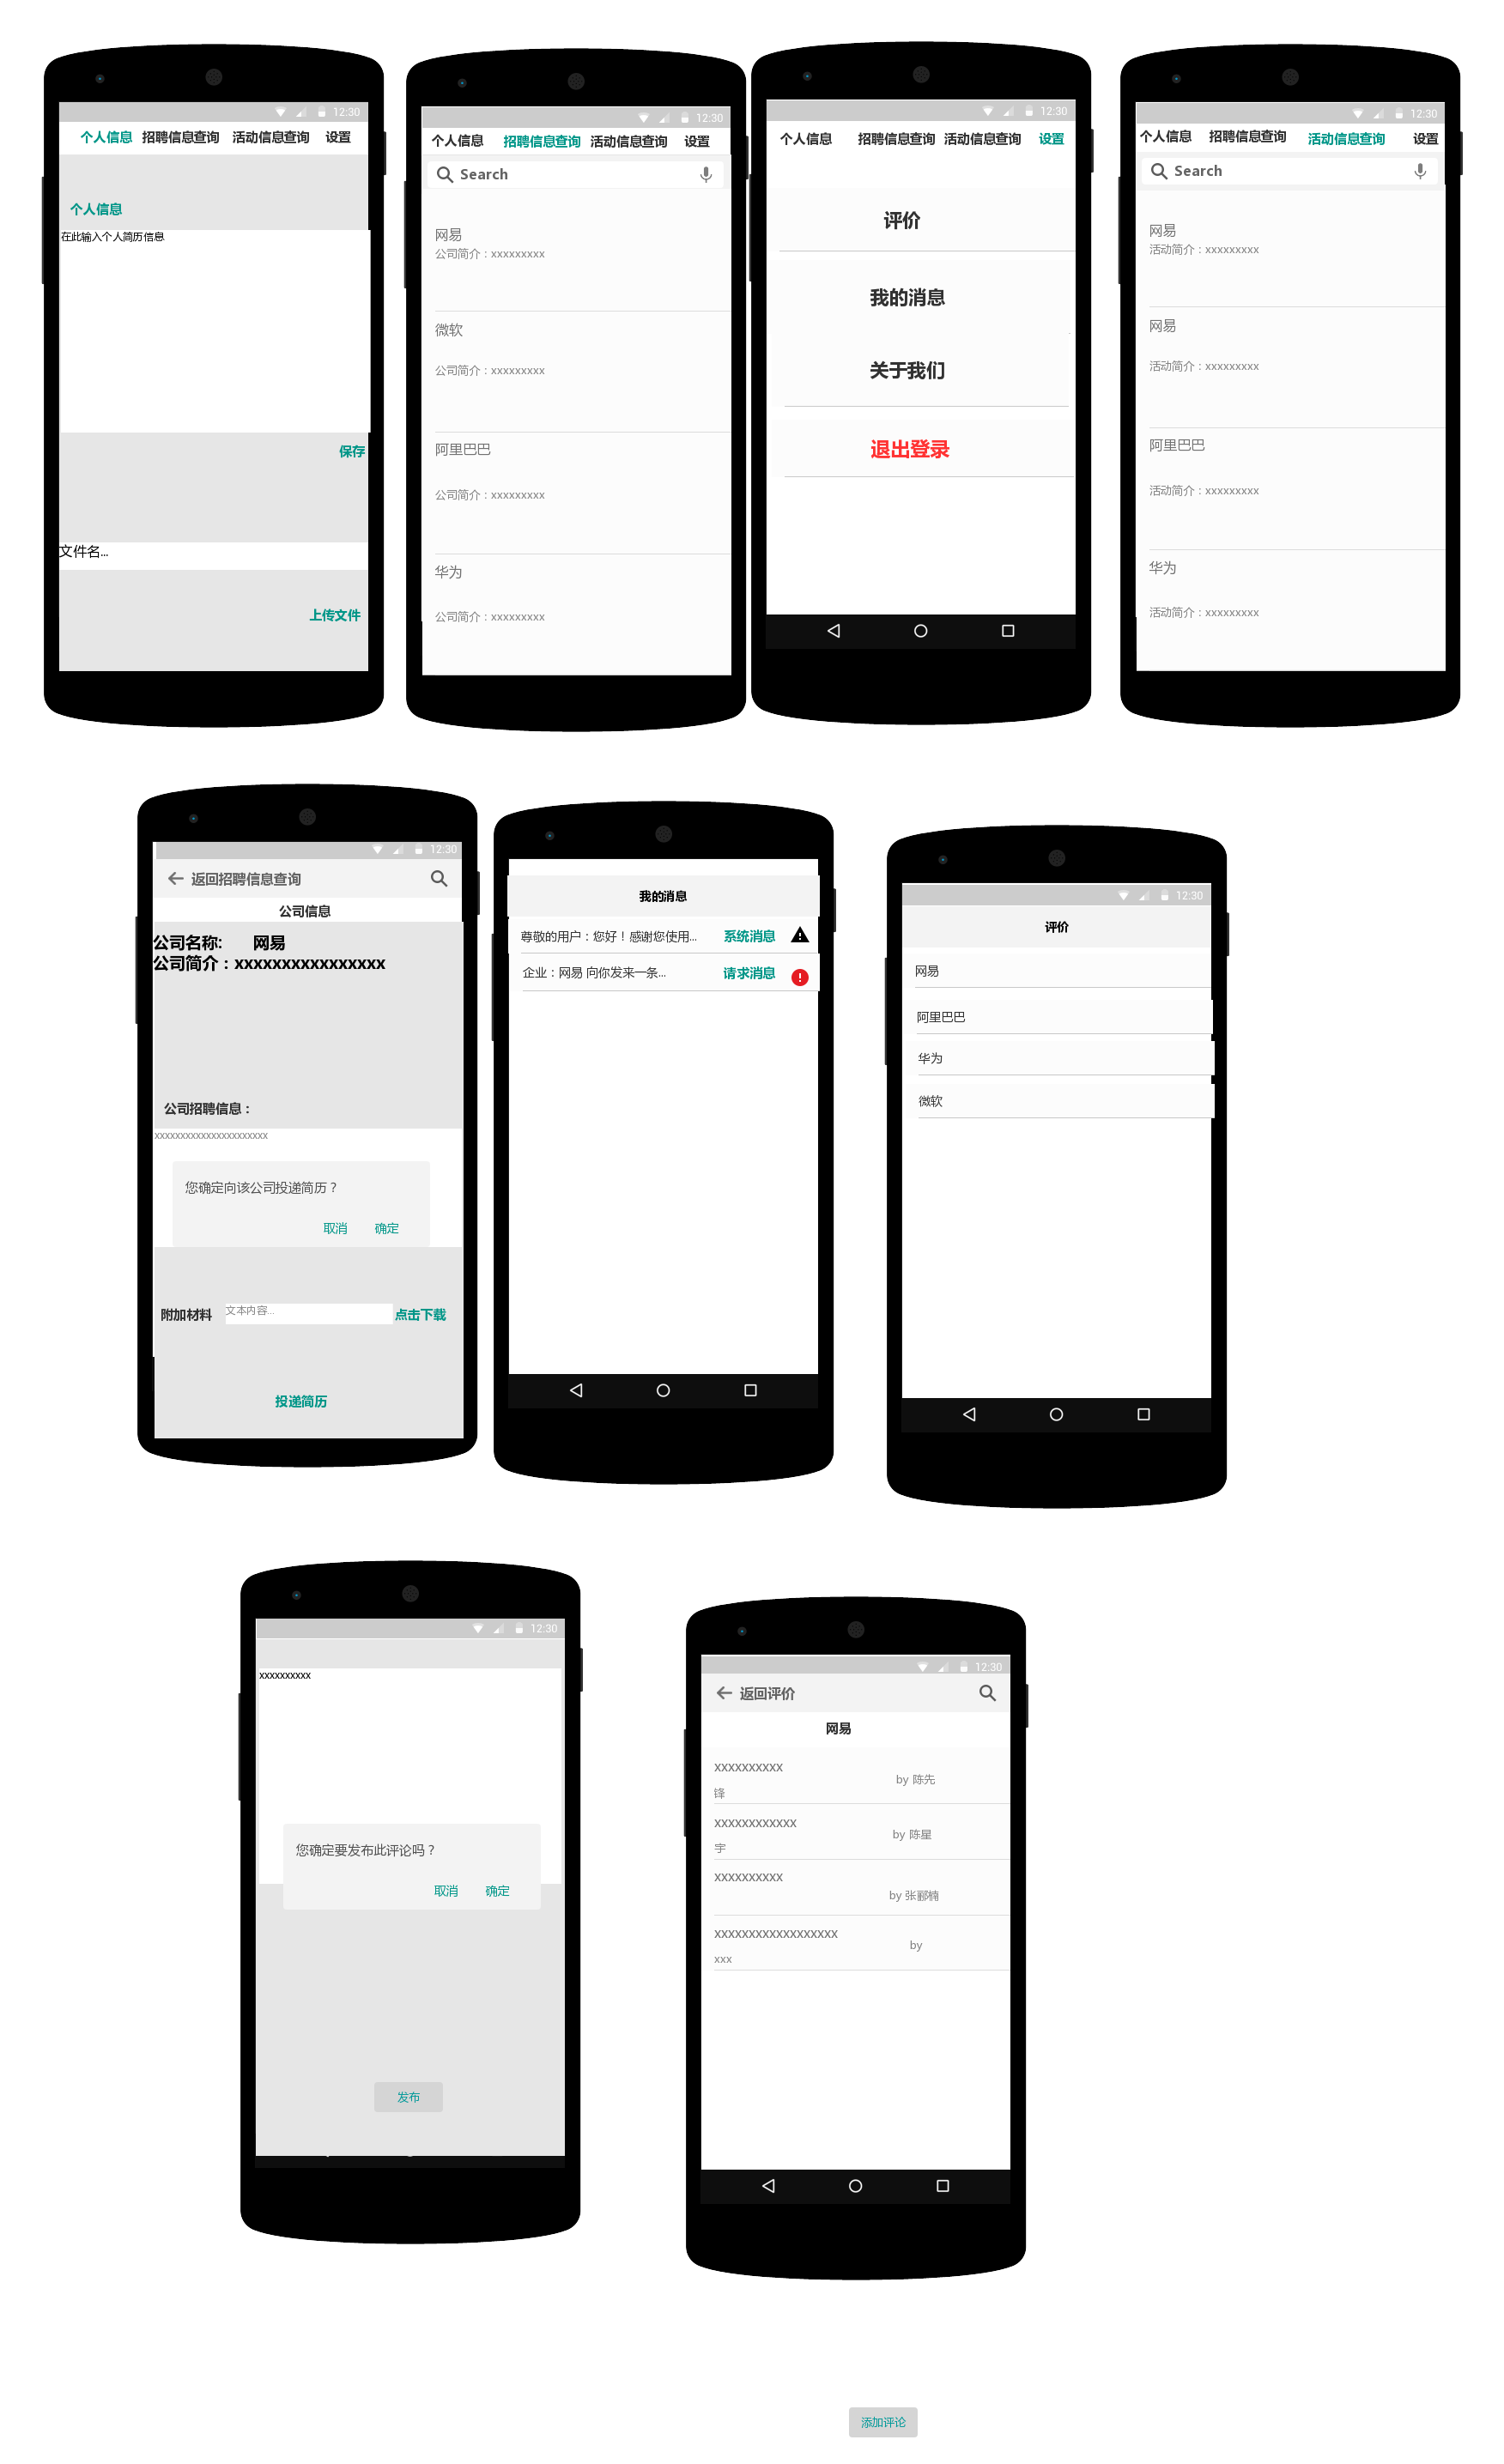 12:30
个人信息 招聘信息查询 活动信息查询 设置
个人信息
在此输入个人简历信息
保存
文件名...
上传文件
12:30
个人信息 招聘信息查询 活动信息查询 设置
Search
网易
公司简介：xxxxxxxxx
微软
公司简介：xxxxxxxxx
阿里巴巴
公司简介：xxxxxxxxx
华为
公司简介：xxxxxxxxx
12:30
个人信息 招聘信息查询 活动信息查询 设置
评价
我的消息
关于我们
退出登录
12:30
个人信息 招聘信息查询 活动信息查询 设置
Search
网易
活动简介：xxxxxxxxx
网易
活动简介：xxxxxxxxx
阿里巴巴
活动简介：xxxxxxxxx
华为
活动简介：xxxxxxxxx
12:30
返回招聘信息查询
公司信息
公司名称: 网易
公司简介：xxxxxxxxxxxxxxxx
公司招聘信息：
xxxxxxxxxxxxxxxxxxxxxx
您确定向该公司投递简历？
取消 确定
附加材料 文本内容... 点击下载
投递简历
我的消息
尊敬的用户：您好！感谢您使用... 系统消息
企业：网易 向你发来一条... 请求消息
12:30
评价
网易
阿里巴巴
华为
微软
12:30
xxxxxxxxxx
您确定要发布此评论吗？
取消 确定
发布
12:30
返回评价
网易
xxxxxxxxxx by 陈先
锋
xxxxxxxxxxxx by 陈星
宇
xxxxxxxxxx by 张郦楠
xxxxxxxxxxxxxxxxxx by
xxx
添加评论